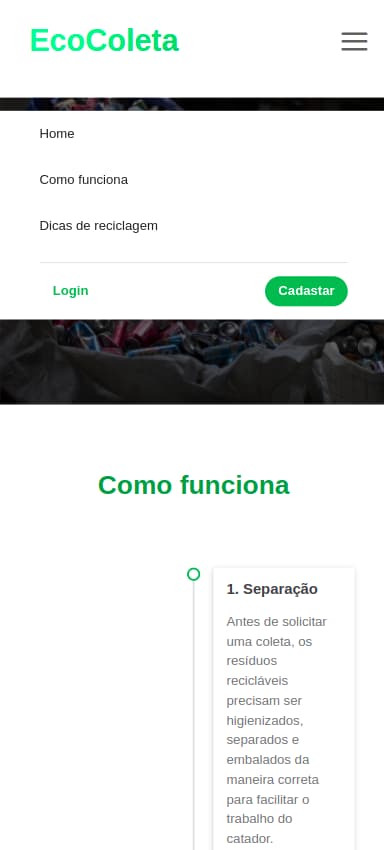 EcoColeta
Home
Como funciona
Dicas de reciclagem
Login
Cadastar
Como funciona
1. Separação
Antes de solicitar
uma coleta, os
resíduos
recicláveis
precisam ser
higienizados,
separados e
embalados da
maneira correta
para facilitar o
trabalho do
catador.